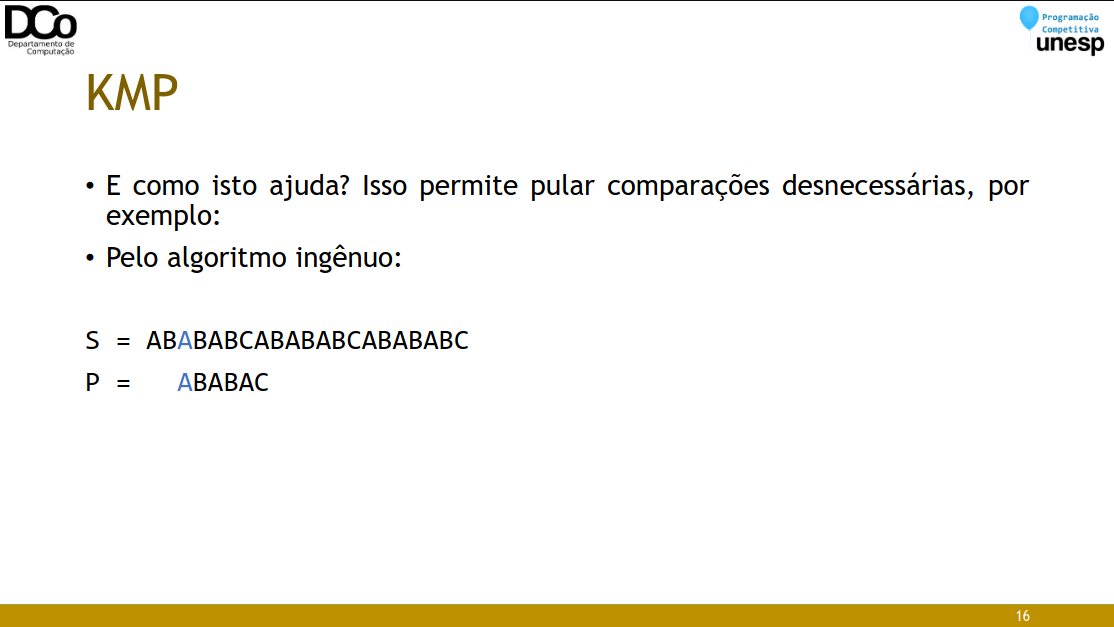 DCo
Departamento de
Computação
Programação
Competitiva
unesp
KMP
• E como isto ajuda? Isso permite pular comparações desnecessárias, por
exemplo:
• Pelo algoritmo ingênuo:
S = ABABABCABABABCABABABC
P =   ABABAC
16